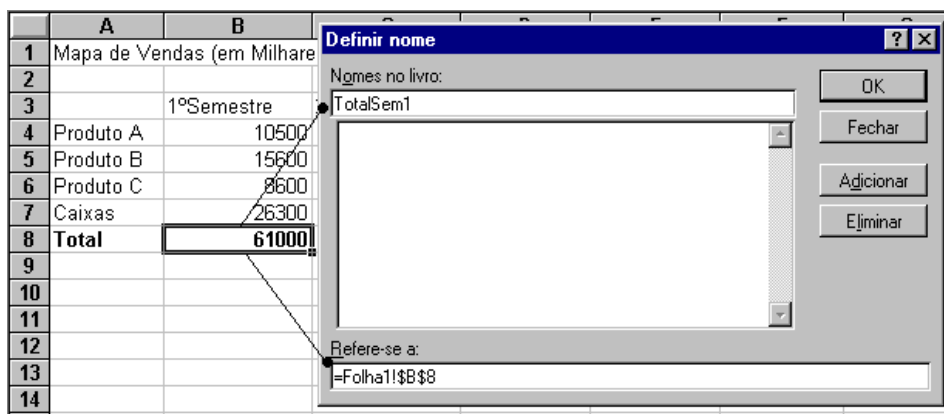 A B
1 Mapa de Vendas (em Milhare
2
3 1ºSemestre
4 Produto A 10500
5 Produto B 15600
6 Produto C 8600
7 Caixas 26300
8 Total 61000
9
10
11
12
13
14
Definir nome
Nomes no livro:
TotalSem1
OK
Fechar
Adicionar
Eliminar
Refere-se a:
=Folha1!$B$8